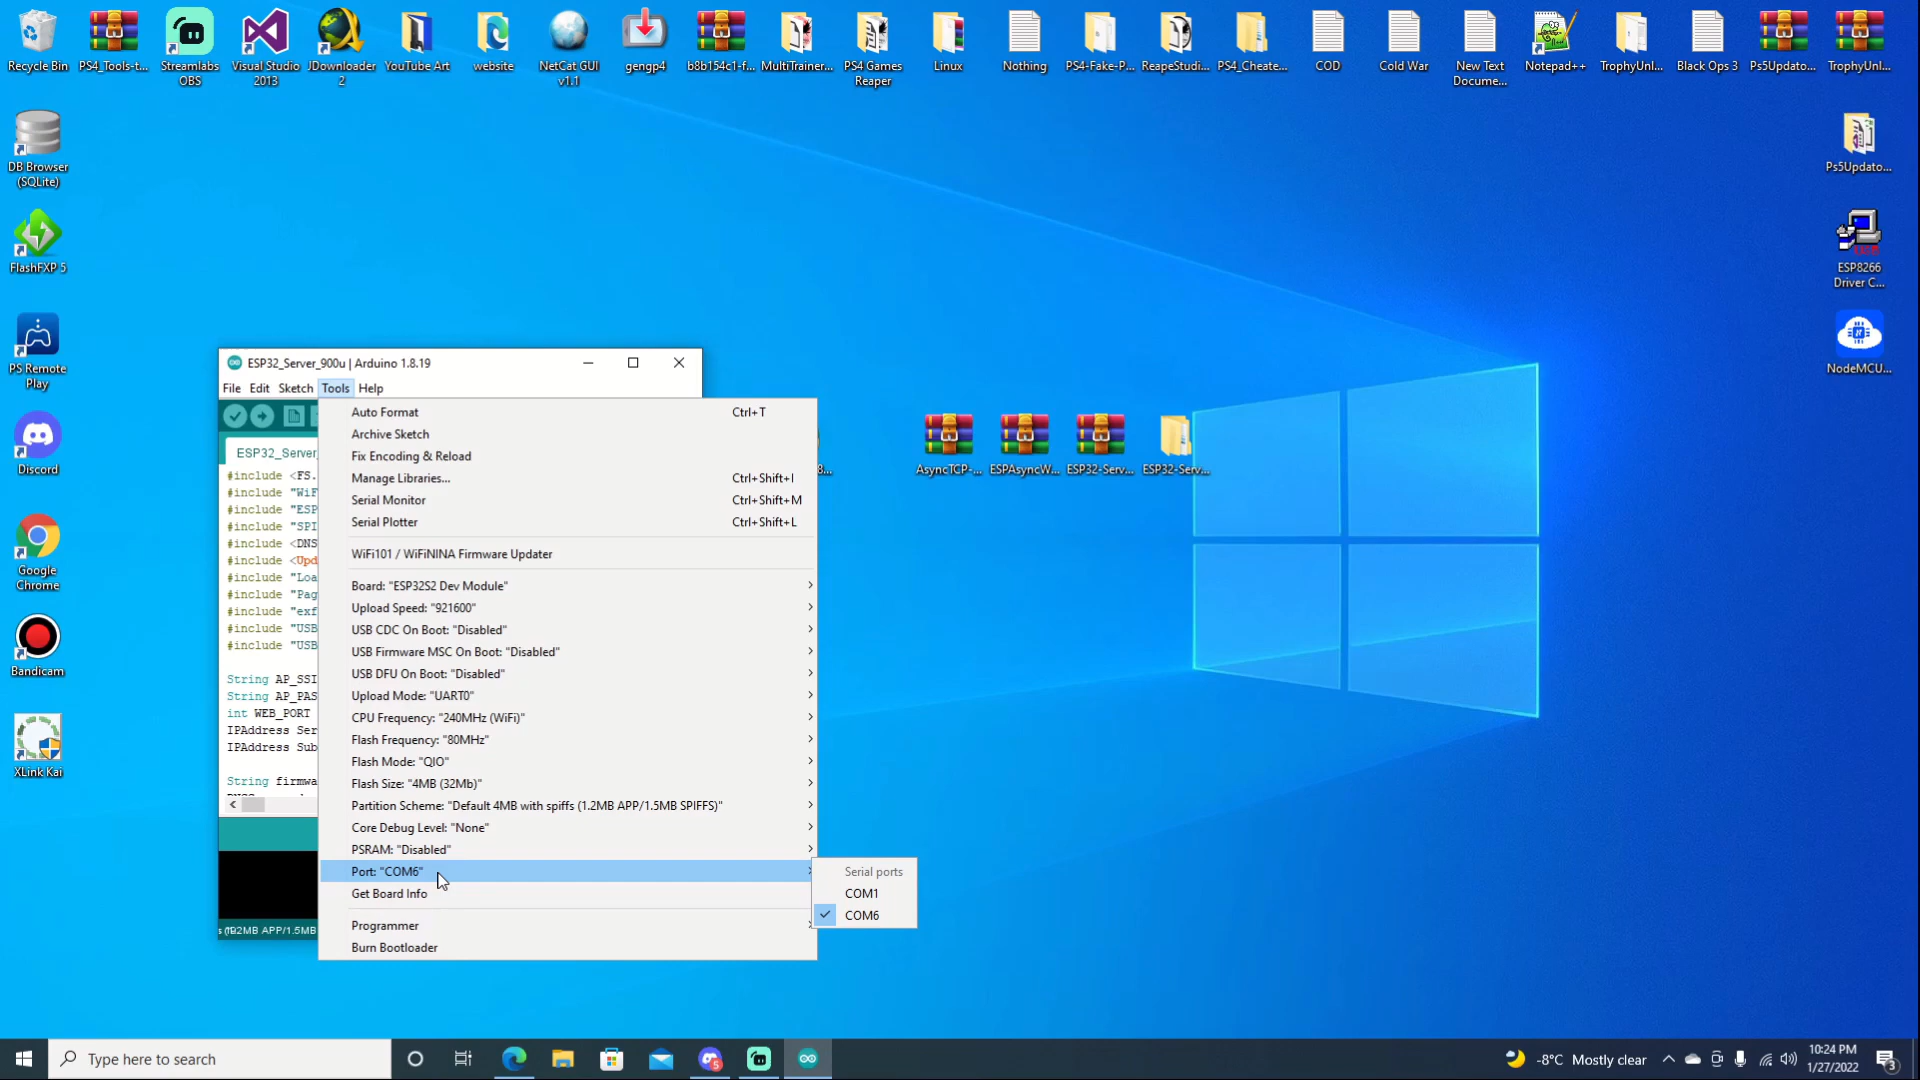 Recycle Bin
PS4_Tools-t...
Streamlabs
OBS
Visual Studio
2013
JDownloader
2
YouTube Art
website
NetCat GUI
v1.1
gengp4
b8b154c1-f...
MultiTrainer...
PS4 Games
Reaper
Linux
Nothing
PS4-Fake-P...
ReapeStudi...
PS4_Cheate...
COD
Cold War
New Text
Docume...
Notepad++
TrophyUnl...
Black Ops 3
Ps5Updato...
TrophyUnl...
DB Browser
(SQLite)
Ps5Updato...
FlashFXP 5
ESP8266
Driver C...
PS Remote
Play
NodeMCU...
Discord
Google
Chrome
Bandicam
XLink Kai
ESP32_Server_900u | Arduino 1.8.19
File Edit Sketch Tools Help
ESP32_Server_
#include <FS.
#include "WiF
#include "ESP
#include "SPI
#include <DNS
#include <Upd
#include "Loa
#include "Pag
#include "exf
#include "USB
#include "USB
String AP_SSI
String AP_PAS
int WEB_PORT
IPAddress Ser
IPAddress Sub
String firmwa
Auto Format Ctrl+T
Archive Sketch
Fix Encoding & Reload
Manage Libraries... Ctrl+Shift+I
Serial Monitor Ctrl+Shift+M
Serial Plotter Ctrl+Shift+L
WiFi101 / WiFiNINA Firmware Updater
Board: "ESP32S2 Dev Module"
Upload Speed: "921600"
USB CDC On Boot: "Disabled"
USB Firmware MSC On Boot: "Disabled"
USB DFU On Boot: "Disabled"
Upload Mode: "UART0"
CPU Frequency: "240MHz (WiFi)"
Flash Frequency: "80MHz"
Flash Mode: "QIO"
Flash Size: "4MB (32Mb)"
Partition Scheme: "Default 4MB with spiffs (1.2MB APP/1.5MB SPIFFS)"
Core Debug Level: "None"
PSRAM: "Disabled"
Port: "COM6"
Get Board Info
Programmer
Burn Bootloader
Serial ports
COM1
COM6
8...
AsyncTCP-...
ESPAsyncW...
ESP32-Serv...
ESP32-Serv...
Type here to search
5
-8°C Mostly clear
10:24 PM
1/27/2022
3